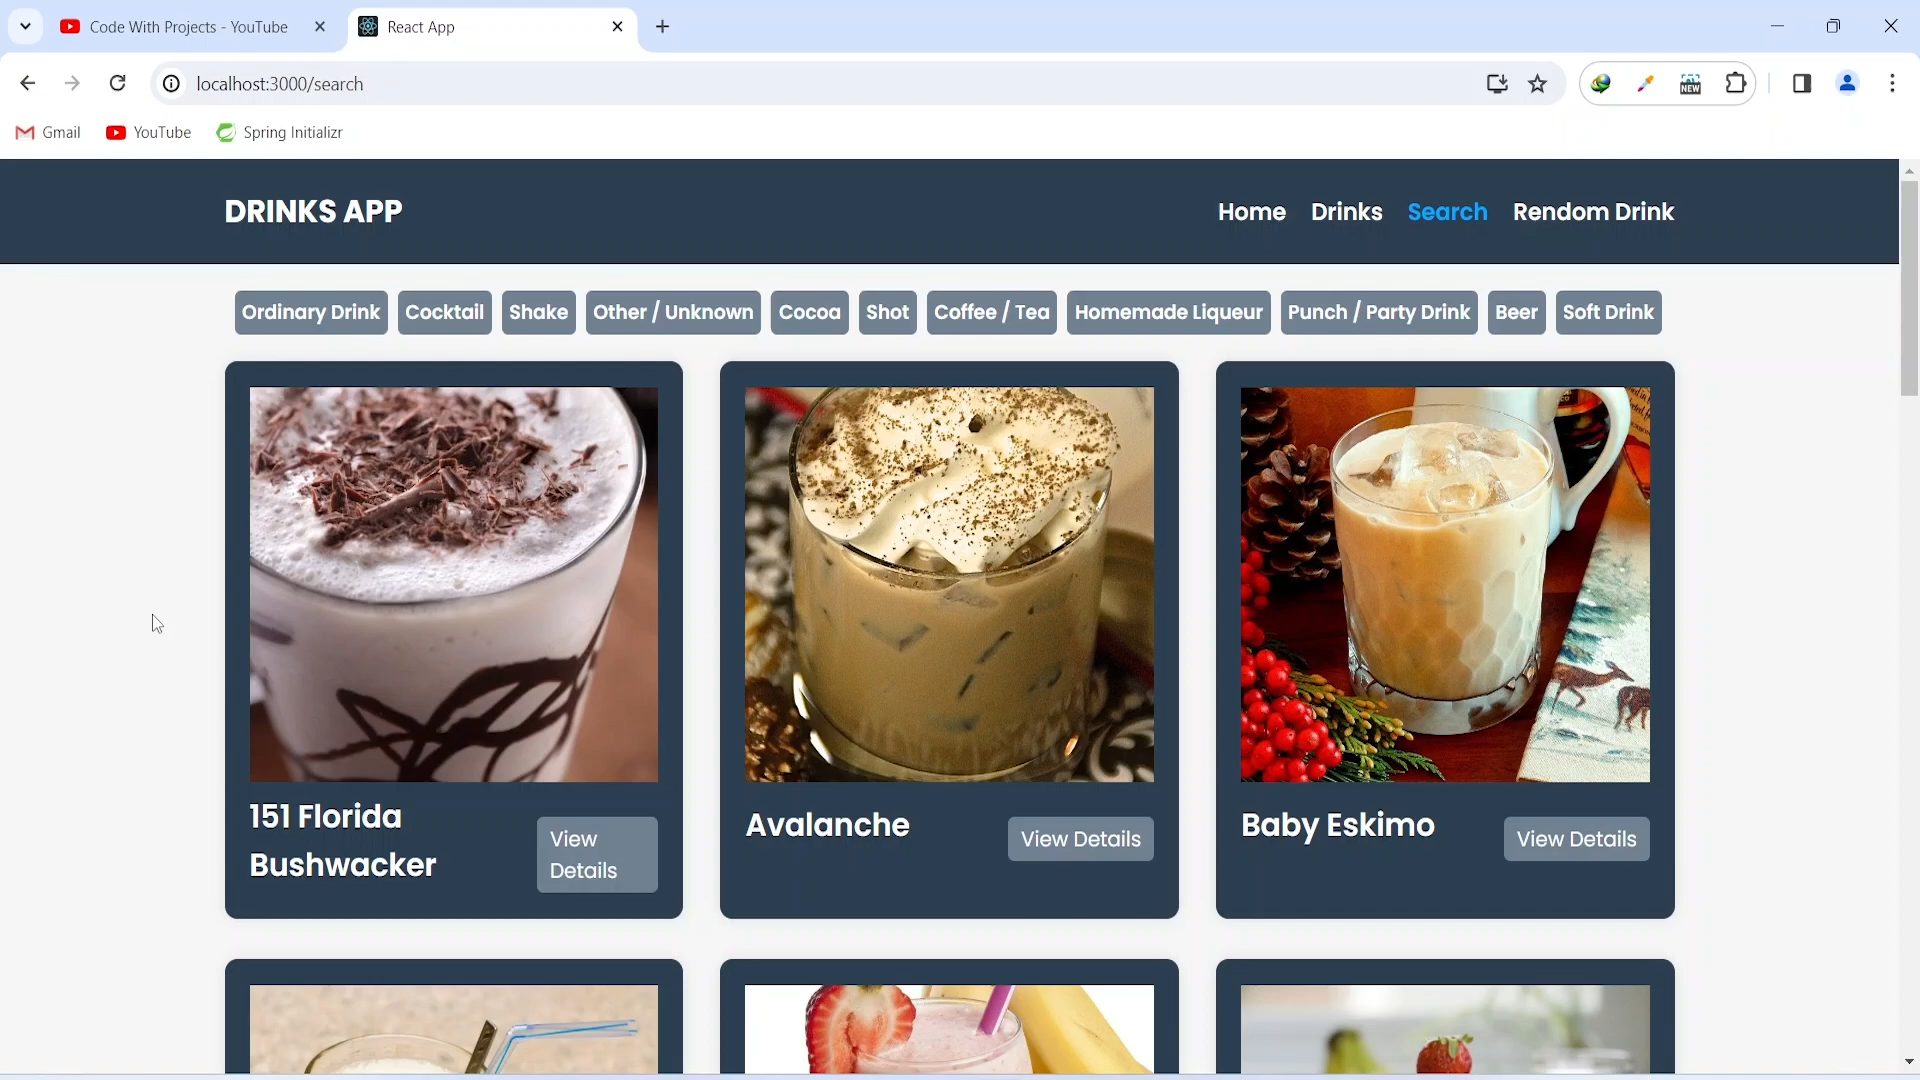 Code With Projects - YouTube
React App
localhost:3000/search
NEW
Gmail
YouTube
Spring Initializr
DRINKS APP
Home
Drinks
Search
Rendom Drink
Ordinary Drink
Cocktail
Shake
Other / Unknown
Cocoa
Shot
Coffee / Tea
Homemade Liqueur
Punch / Party Drink
Beer
Soft Drink
151 Florida
Bushwacker
View
Details
Avalanche
View Details
Baby Eskimo
View Details